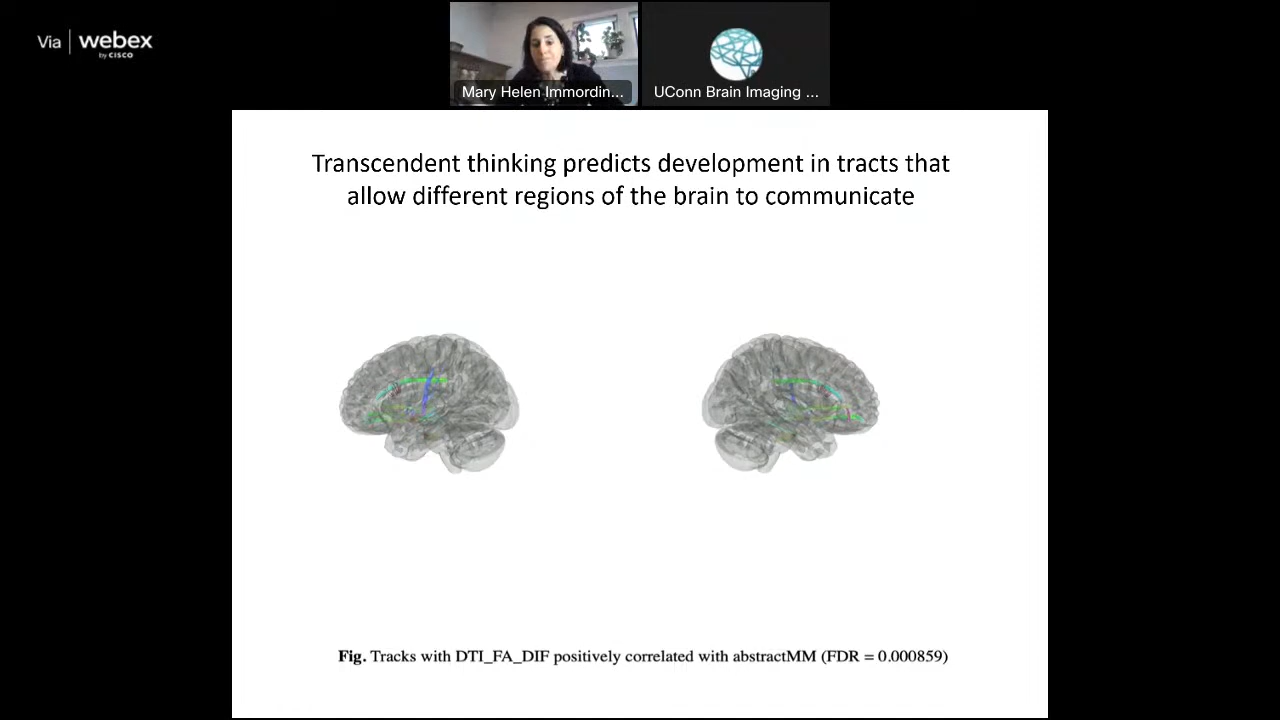 Via | webex
by CISCO
Mary Helen Immordin...
UConn Brain Imaging ...
Transcendent thinking predicts development in tracts that
allow different regions of the brain to communicate
Fig. Tracks with DTI_FA_DIF positively correlated with abstractMM (FDR = 0.000859)